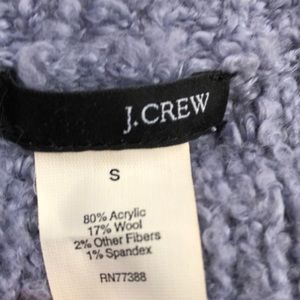 J.CREW
S
80% Acrylic
17% Wool
2% Other Fibers
1% Spandex
RN77388